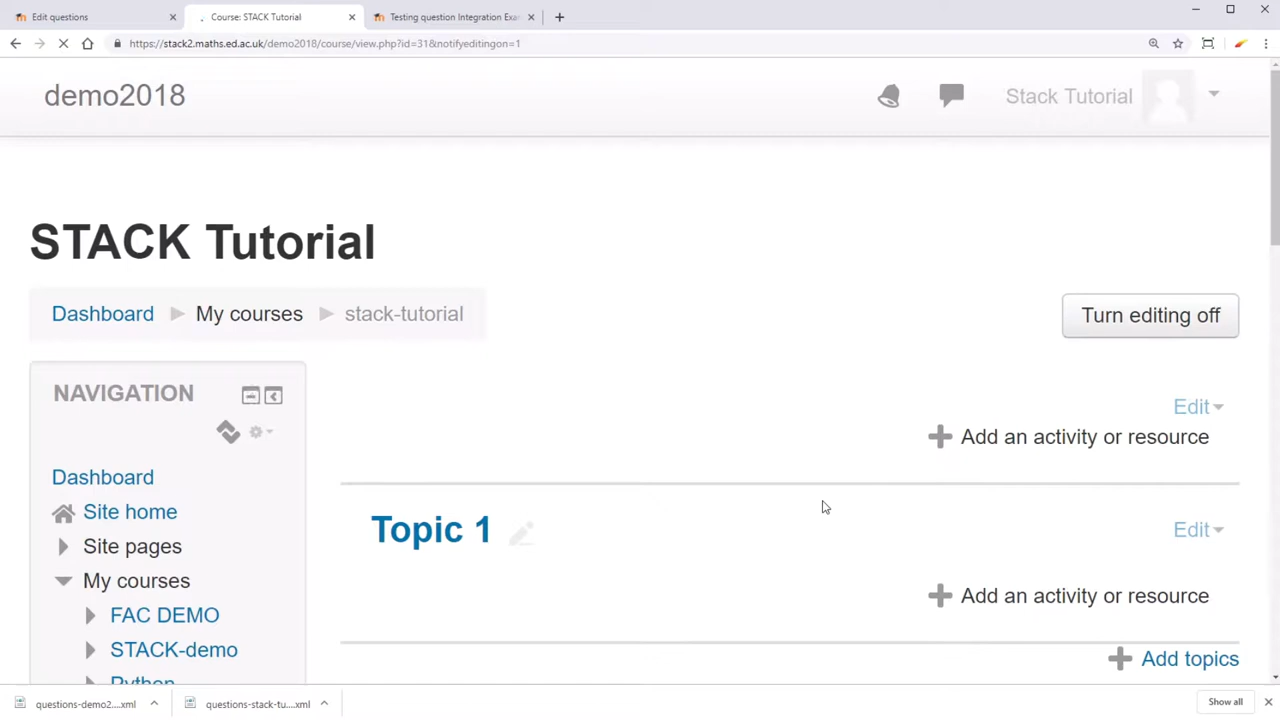 Edit questions
Course: STACK Tutorial
Testing question Integration Exa
https://stack2.maths.ed.ac.uk/demo2018/course/view.php?id=31&notifyeditingon=1
demo2018
Stack Tutorial
STACK Tutorial
Dashboard
My courses
stack-tutorial
Turn editing off
NAVIGATION
Edit
Add an activity or resource
Dashboard
Site home
Topic 1
Edit
Site pages
My courses
Add an activity or resource
FAC DEMO
STACK-demo
Add topics
Python
questions-demo2....xml
questions-stack-tu....xml
Show all